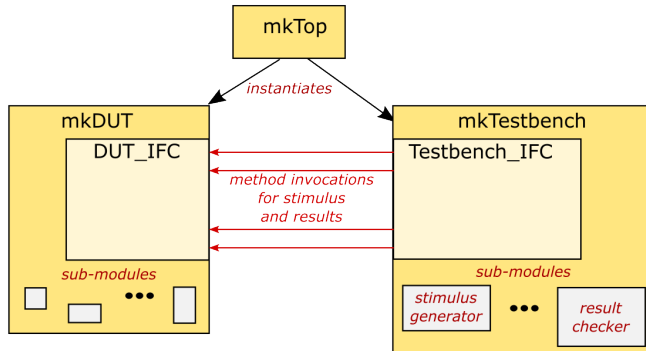 mkTop
instantiates
mkDUT
mkTestbench
DUT_IFC
Testbench_IFC
method invocations
for stimulus
and results
sub-modules
sub-modules
stimulus
generator
result
checker